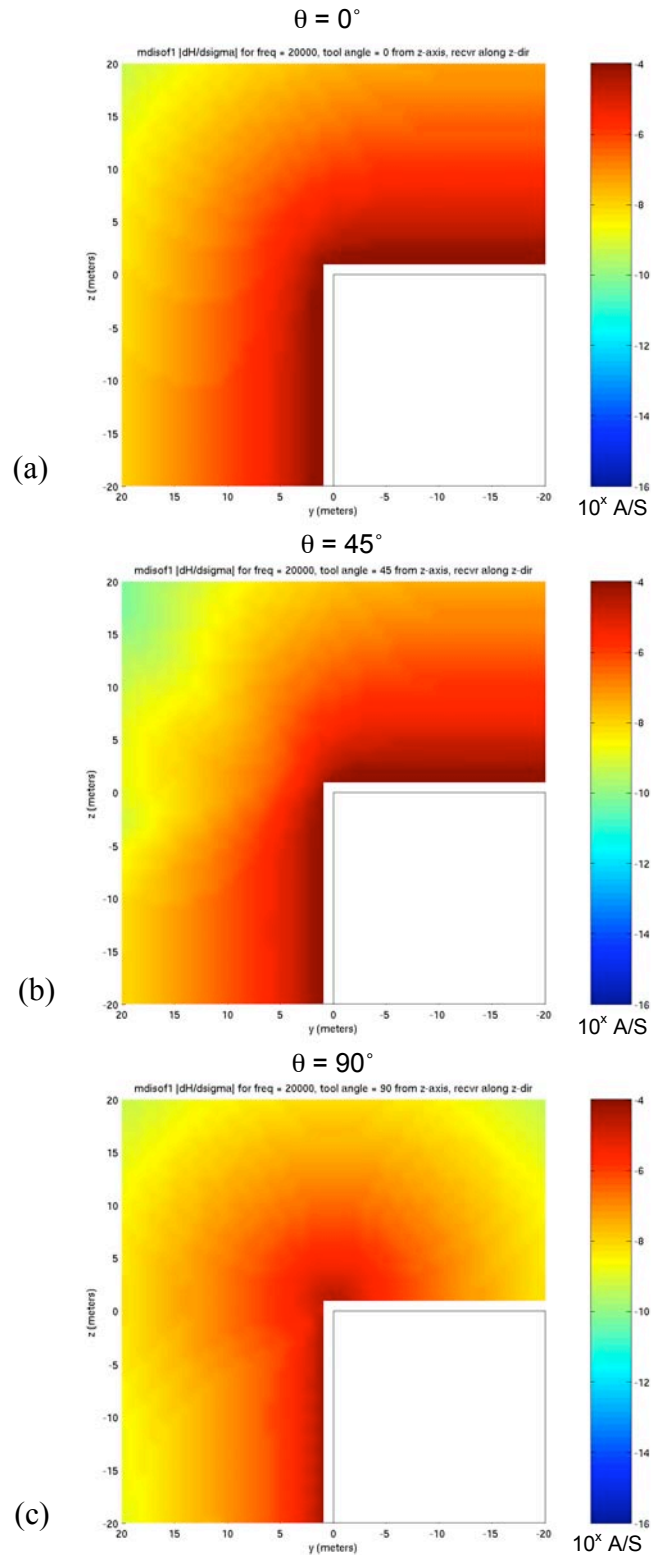 θ = 0°
mdisof1 |dH/dsigma| for freq = 20000, tool angle = 0 from z-axis, recvr along z-dir
20
15
10
5
0
-5
-10
-15
-20
z (meters)
20 15 10 5 0 -5 -10 -15 -20
y (meters)
-4
-6
-8
-10
-12
-14
-16
10ˣ A/S
(a)
θ = 45°
mdisof1 |dH/dsigma| for freq = 20000, tool angle = 45 from z-axis, recvr along z-dir
20
15
10
5
0
-5
-10
-15
-20
z (meters)
20 15 10 5 0 -5 -10 -15 -20
y (meters)
-4
-6
-8
-10
-12
-14
-16
10ˣ A/S
(b)
θ = 90°
mdisof1 |dH/dsigma| for freq = 20000, tool angle = 90 from z-axis, recvr along z-dir
20
15
10
5
0
-5
-10
-15
-20
z (meters)
20 15 10 5 0 -5 -10 -15 -20
y (meters)
-4
-6
-8
-10
-12
-14
-16
10ˣ A/S
(c)